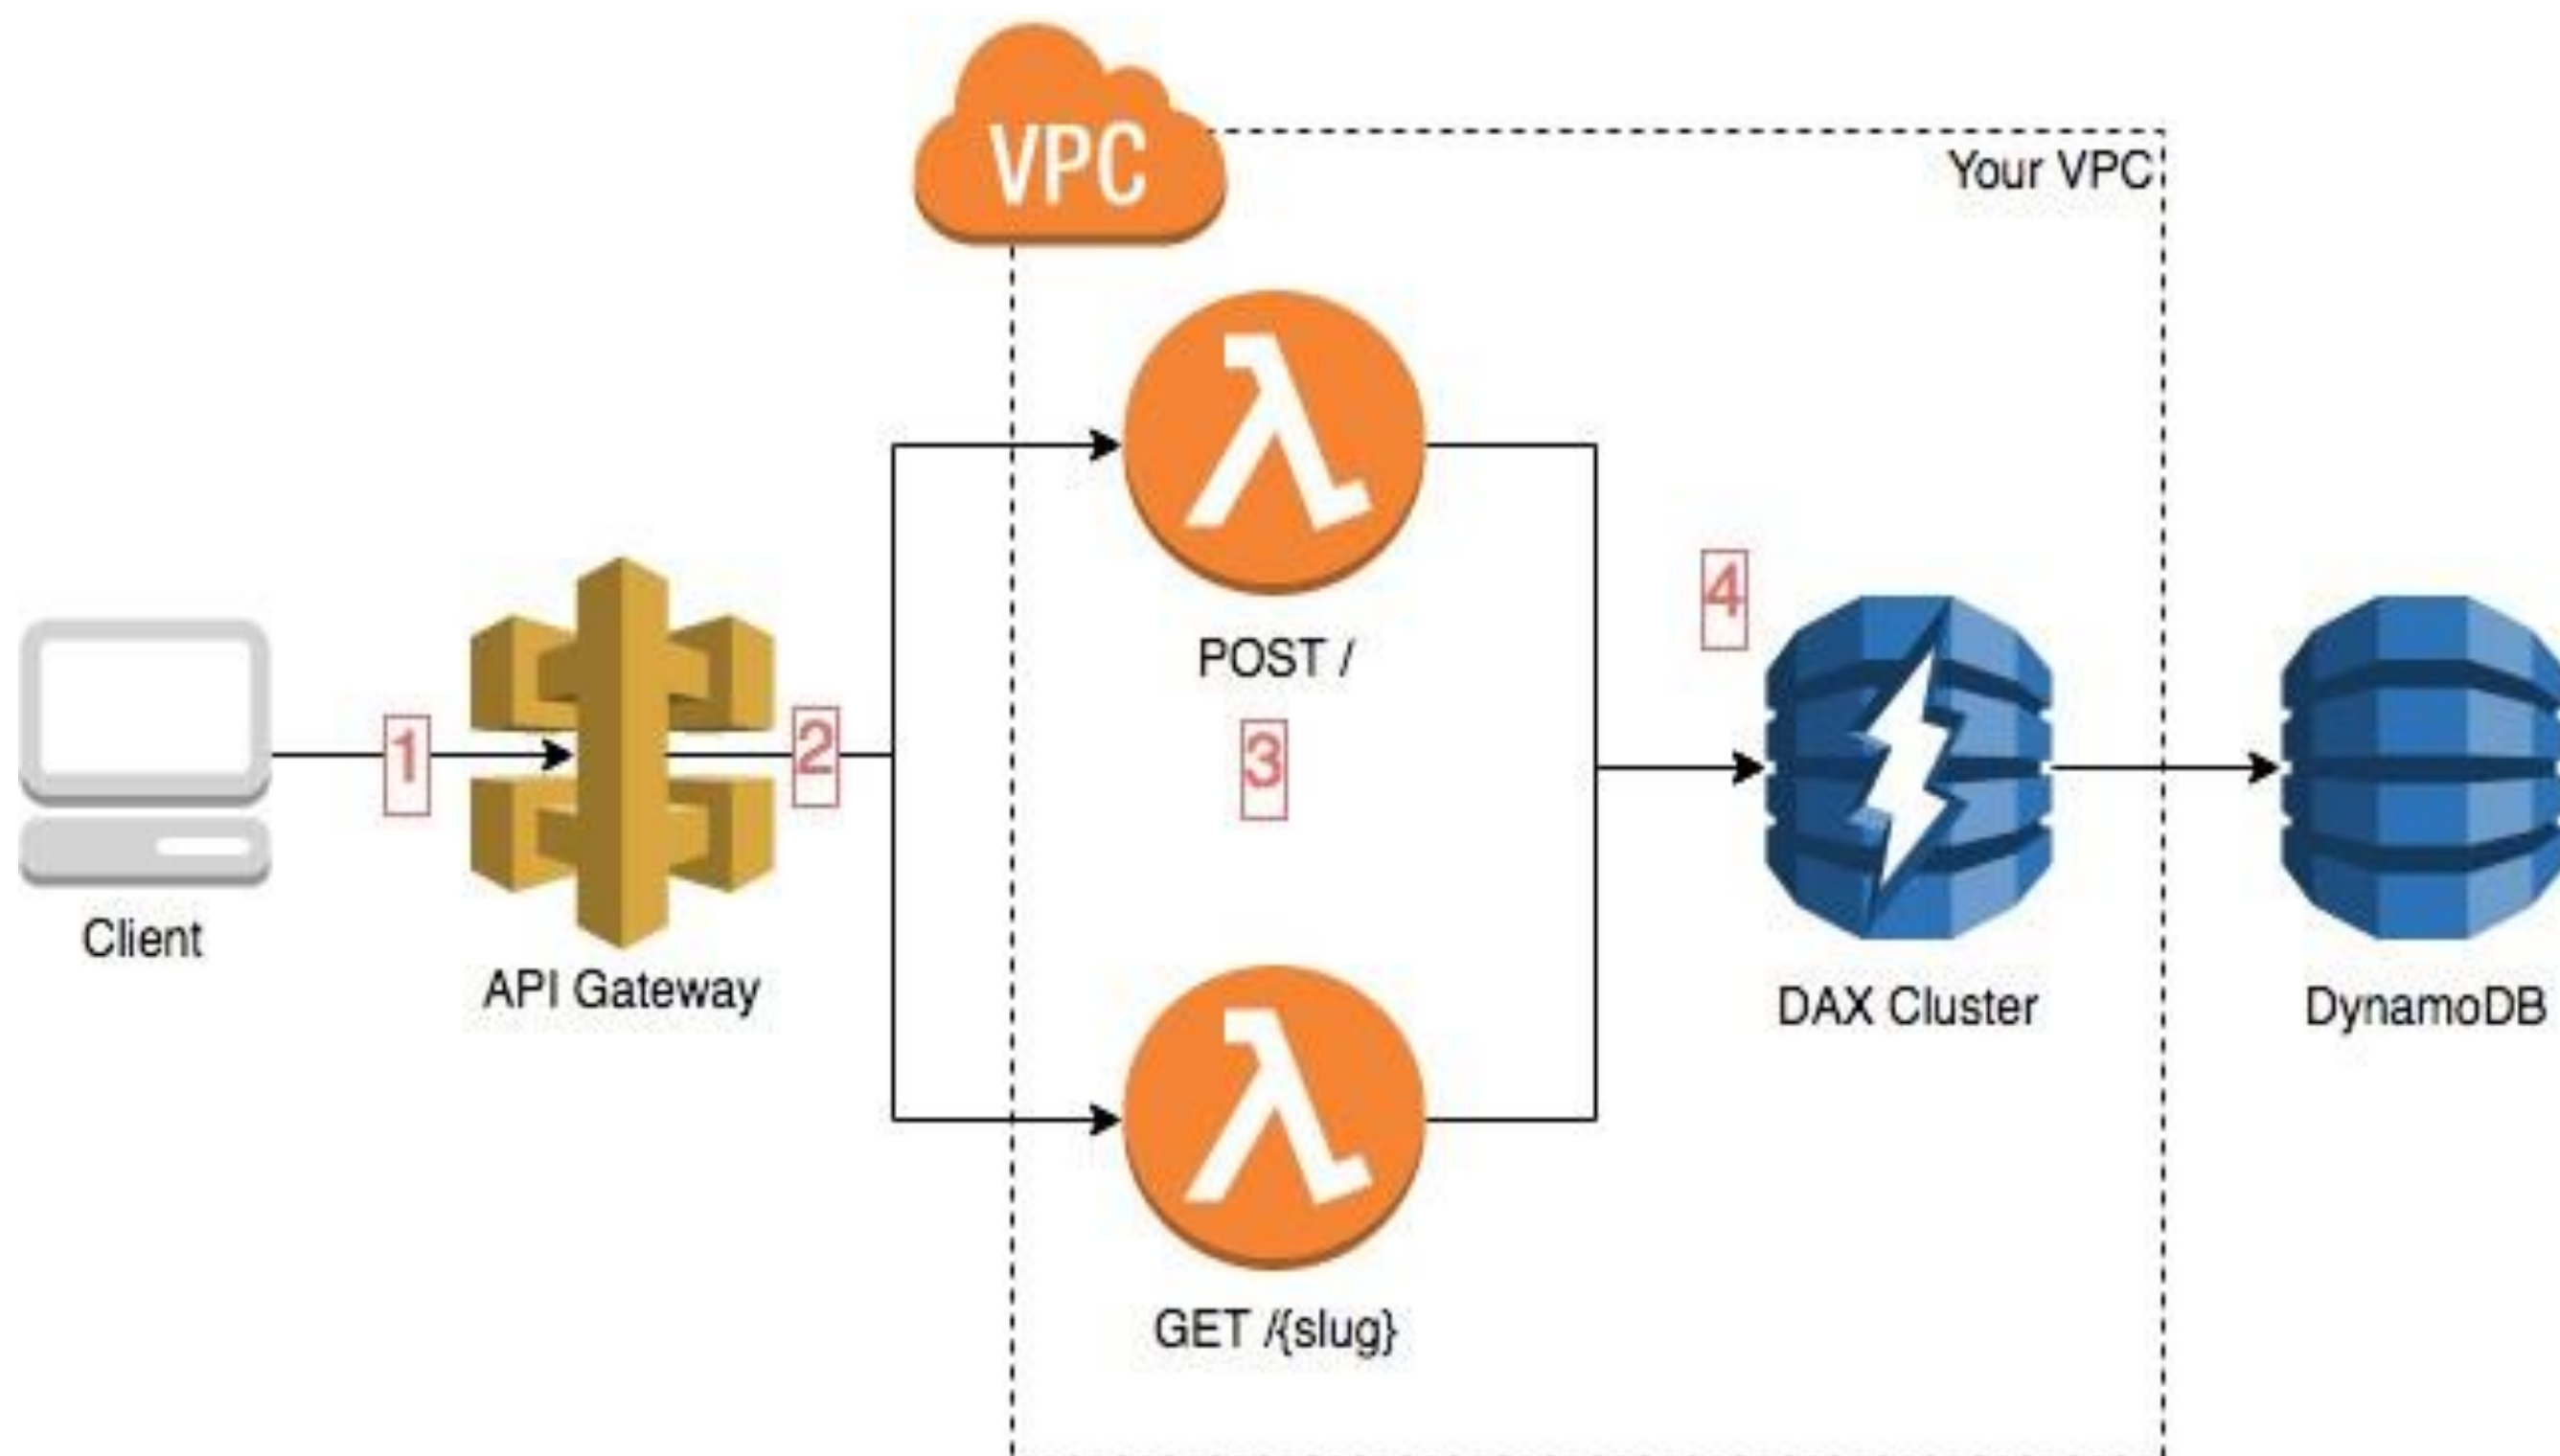 VPC
Your VPC
POST /
4
1
2
3
Client
API Gateway
DAX Cluster
DynamoDB
GET /{slug}